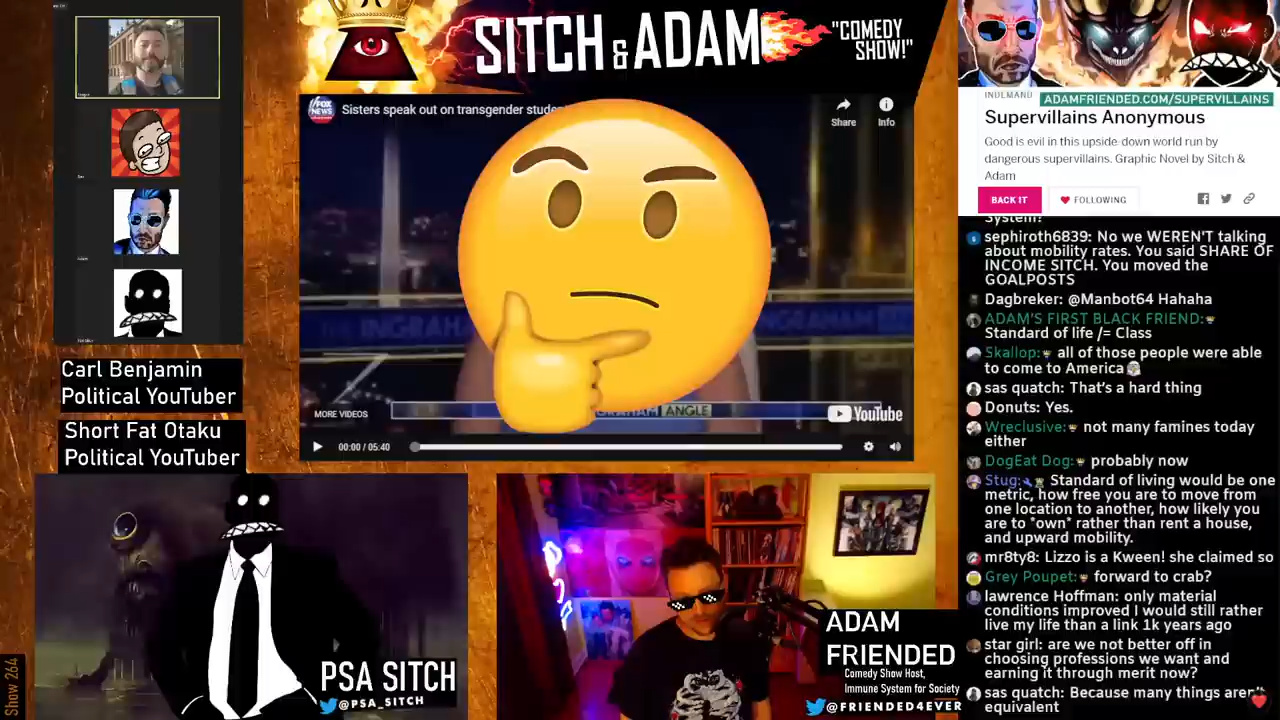 SITCH & ADAM
"COMEDY
SHOW!"
FOX
NEWS
Sisters speak out on transgender stude
Share
Info
MORE VIDEOS
INGRAHAM ANGLE
YouTube
00:00 / 05:40
Carl Benjamin
Political YouTuber
Short Fat Otaku
Political YouTuber
PSA SITCH
@PSA_SITCH
ADAM
FRIENDED
Comedy Show Host,
Immune System for Society
@FRIENDED4EVER
Show 264
INDEMAND
ADAMFRIENDED.COM/SUPERVILLAINS
Supervillains Anonymous
Good is evil in this upside-down world run by
dangerous supervillains. Graphic Novel by Sitch &
Adam
BACK IT
FOLLOWING
System?
sephiroth6839: No we WEREN'T talking
about mobility rates. You said SHARE OF
INCOME SITCH. You moved the
GOALPOSTS
Dagbreker: @Manbot64 Hahaha
ADAM'S FIRST BLACK FRIEND:
Standard of life /= Class
Skallop: all of those people were able
to come to America
sas quatch: That's a hard thing
Donuts: Yes.
Wreclusive: not many famines today
either
DogEat Dog: probably now
Stug: Standard of living would be one
metric, how free you are to move from
one location to another, how likely you
are to *own* rather than rent a house,
and upward mobility.
mr8ty8: Lizzo is a Kween! she claimed so
Grey Poupet: forward to crab?
lawrence Hoffman: only material
conditions improved I would still rather
live my life than a link 1k years ago
star girl: are we not better off in
choosing professions we want and
earning it through merit now?
sas quatch: Because many things aren't
equivalent